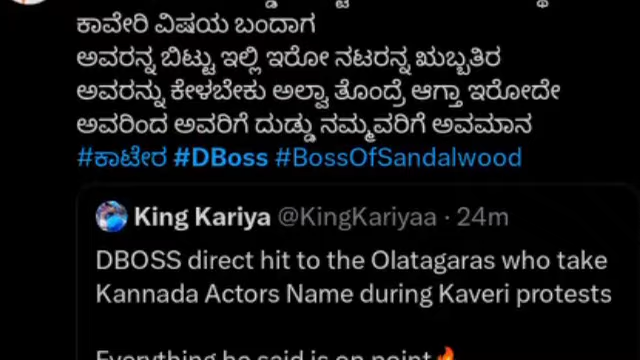 ಕಾವೇರಿ ವಿಷಯ ಬಂದಾಗ
ಅವರನ್ನ ಬಿಟ್ಟು ಇಲ್ಲಿ ಇರೋ ನಟರನ್ನ ಋಬ್ಬತಿರ
ಅವರನ್ನು ಕೇಳಬೇಕು ಅಲ್ವಾ ತೊಂದ್ರೆ ಆಗ್ತಾ ಇರೋದೇ
ಅವರಿಂದ ಅವರಿಗೆ ದುಡ್ಡು ನಮ್ಮವರಿಗೆ ಅವಮಾನ
#ಕಾಟೇರ #DBoss #BossOfSandalwood
King Kariya @KingKariyaa · 24m
DBOSS direct hit to the Olatagaras who take
Kannada Actors Name during Kaveri protests
Everything he said is on point🔥